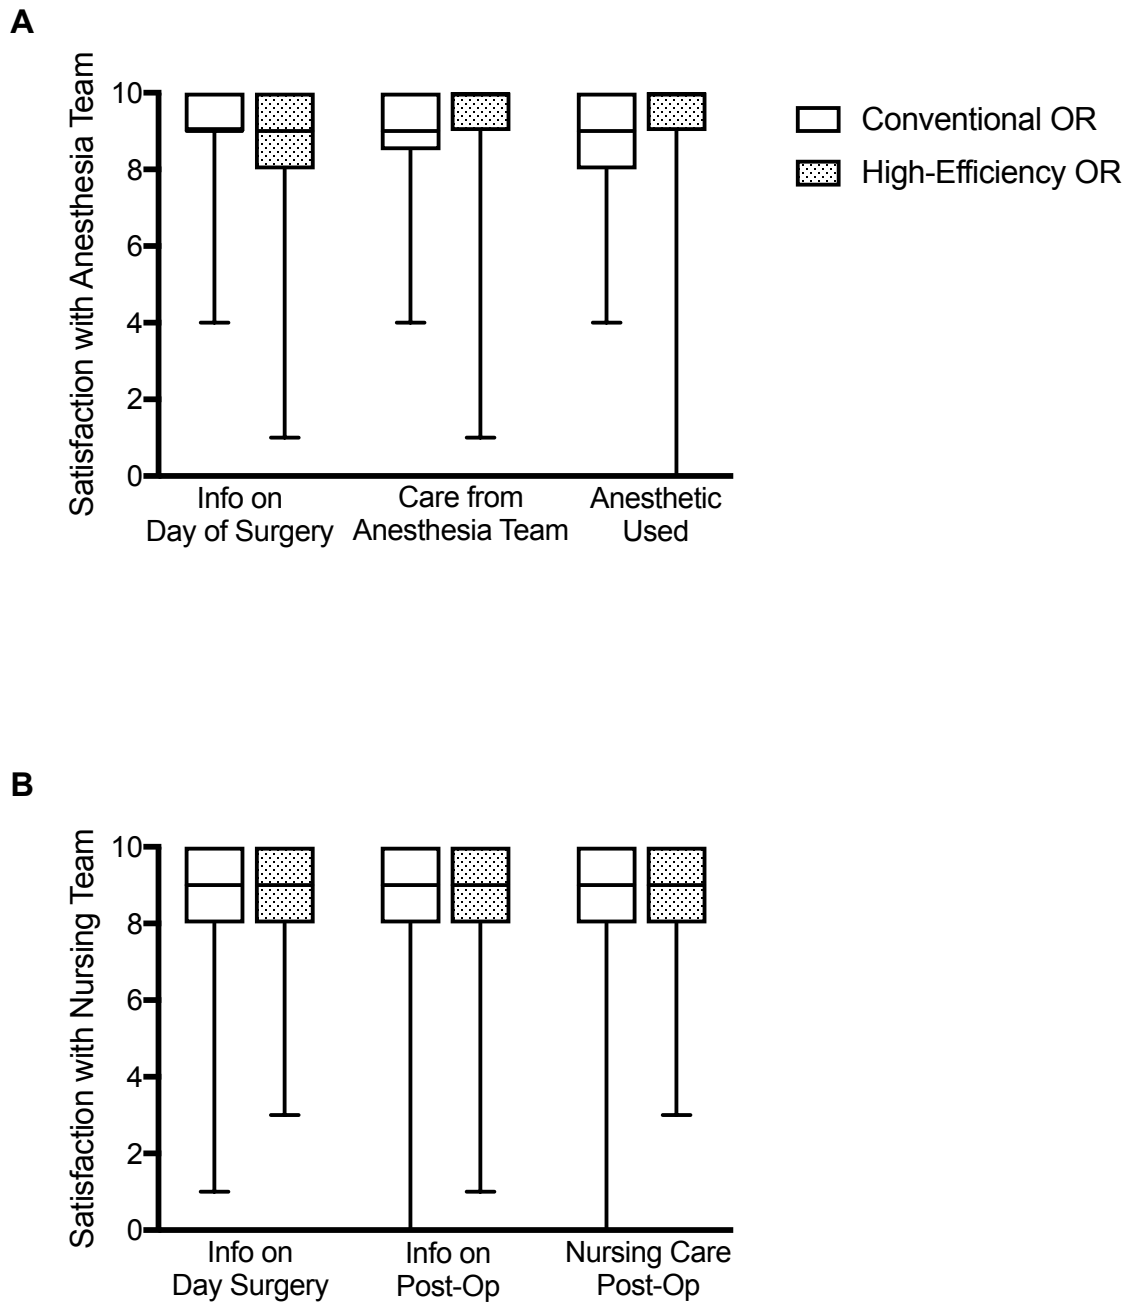 A
Satisfaction with Anesthesia Team
10
8
6
4
2
0
Info on
Day of Surgery
Care from
Anesthesia Team
Anesthetic
Used
Conventional OR
High-Efficiency OR
B
Satisfaction with Nursing Team
10
8
6
4
2
0
Info on
Day Surgery
Info on
Post-Op
Nursing Care
Post-Op